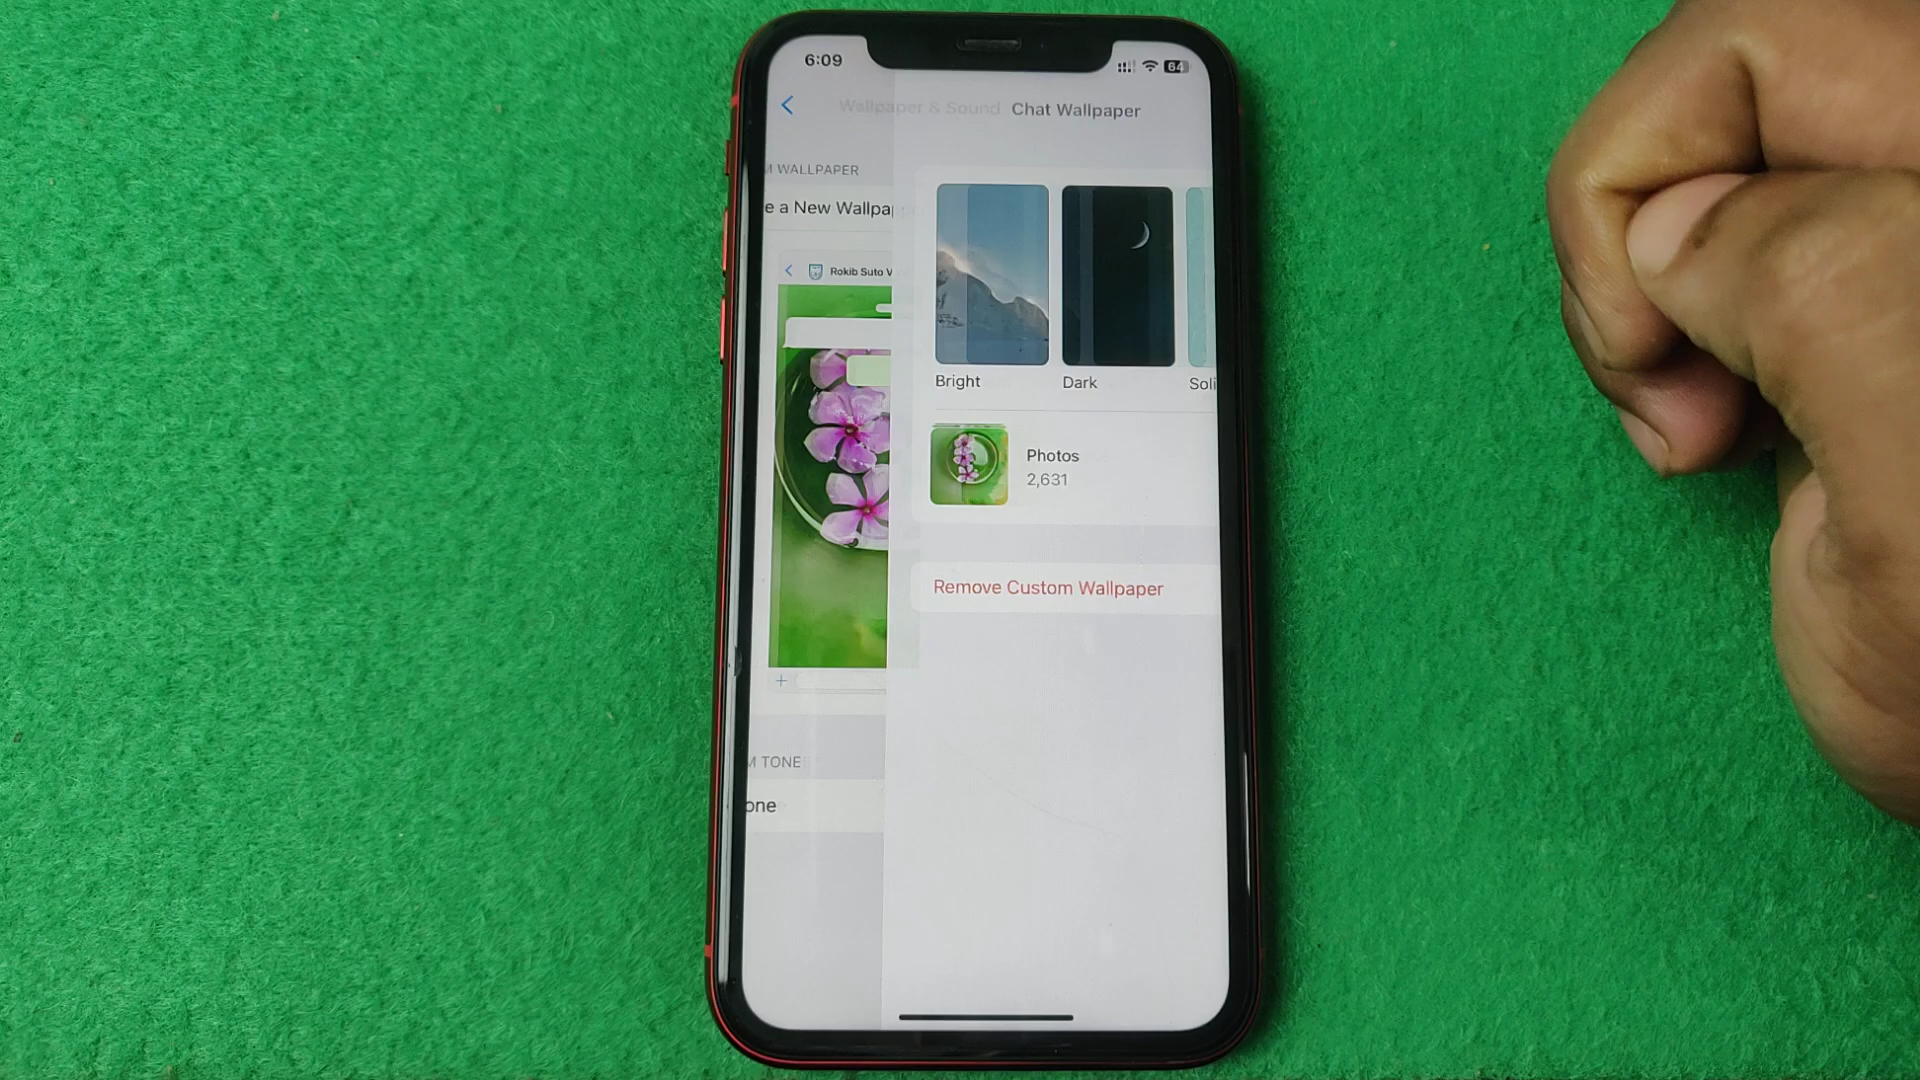 6:09
64
Wallpaper & Sound
Chat Wallpaper
M WALLPAPER
e a New Wallpap
Rokib Suto V
Bright
Dark
Soli
Photos
2,631
Remove Custom Wallpaper
M TONE
one